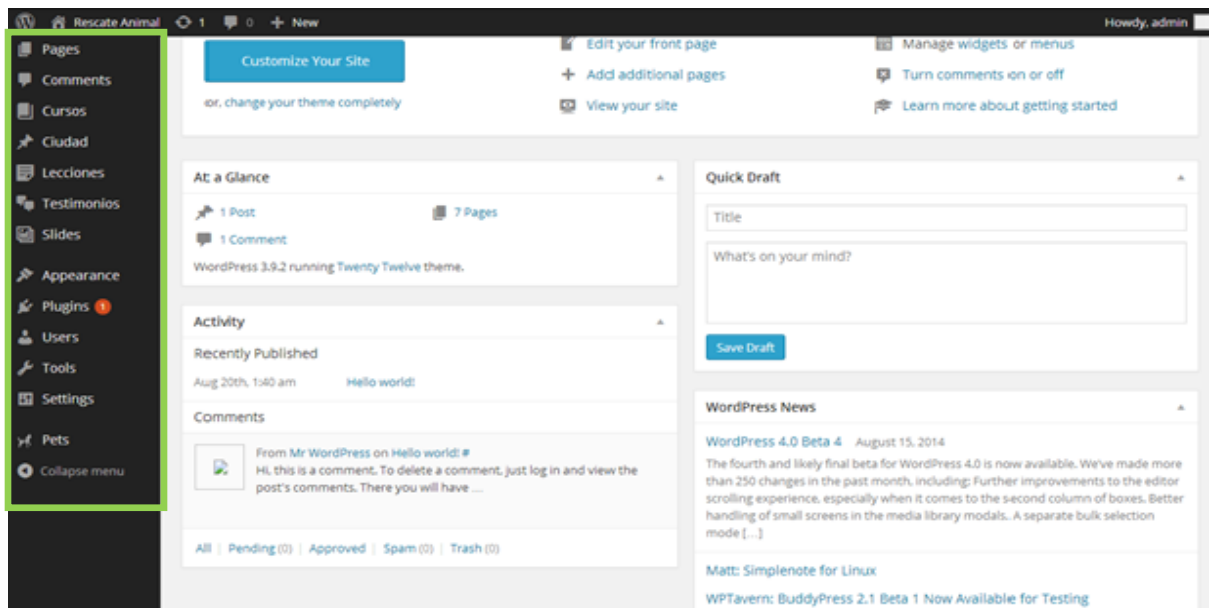 Rescate Animal 1 0 + New Howdy, admin
Pages
Comments
Cursos
Ciudad
Lecciones
Testimonios
Slides
Appearance
Plugins 1
Users
Tools
Settings
Pets
Collapse menu
Customize Your Site
or, change your theme completely
Edit your front page
Add additional pages
View your site
Manage widgets or menus
Turn comments on or off
Learn more about getting started
At a Glance
1 Post 7 Pages
1 Comment
WordPress 3.9.2 running Twenty Twelve theme.
Activity
Recently Published
Aug 20th, 1:40 am Hello world!
Comments
From Mr WordPress on Hello world! #
Hi, this is a comment. To delete a comment, just log in and view the
post's comments. There you will have ...
All | Pending (0) | Approved | Spam (0) | Trash (0)
Quick Draft
Title
What's on your mind?
Save Draft
WordPress News
WordPress 4.0 Beta 4 August 15, 2014
The fourth and likely final beta for WordPress 4.0 is now available. We've made more
than 250 changes in the past month, including: Further improvements to the editor
scrolling experience, especially when it comes to the second column of boxes. Better
handling of small screens in the media library modals. A separate bulk selection
mode [...]
Matt: Simplenote for Linux
WPTavern: BuddyPress 2.1 Beta 1 Now Available for Testing